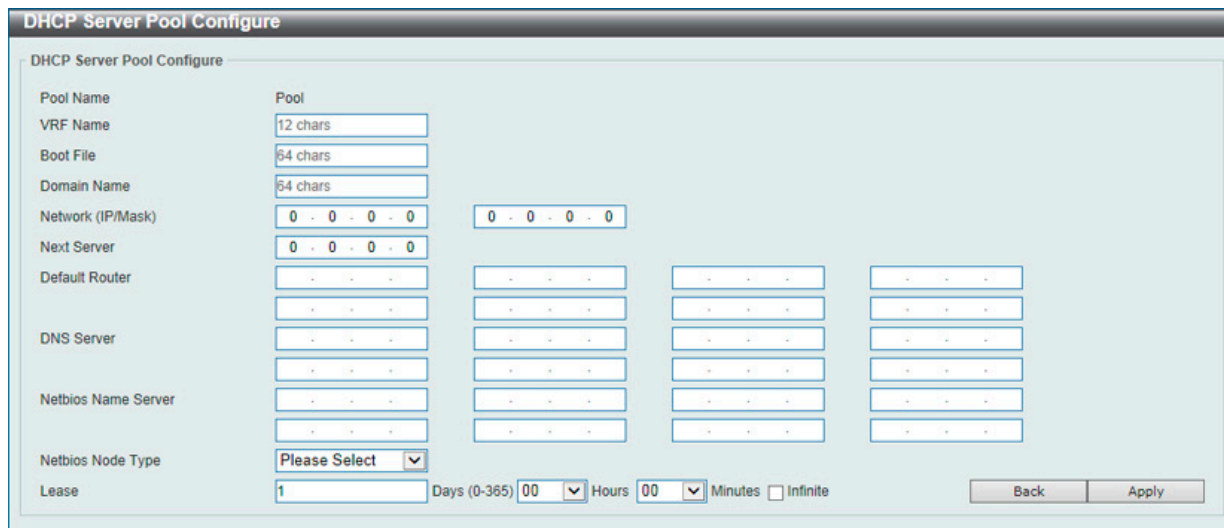 DHCP Server Pool Configure
DHCP Server Pool Configure
Pool Name Pool
VRF Name 12 chars
Boot File 64 chars
Domain Name 64 chars
Network (IP/Mask) 0 . 0 . 0 . 0 0 . 0 . 0 . 0
Next Server 0 . 0 . 0 . 0
Default Router . . . . . . . . . . . .
. . . . . . . . . . . .
DNS Server . . . . . . . . . . . .
. . . . . . . . . . . .
Netbios Name Server . . . . . . . . . . . .
. . . . . . . . . . . .
Netbios Node Type Please Select
Lease 1 Days (0-365) 00 Hours 00 Minutes Infinite Back Apply